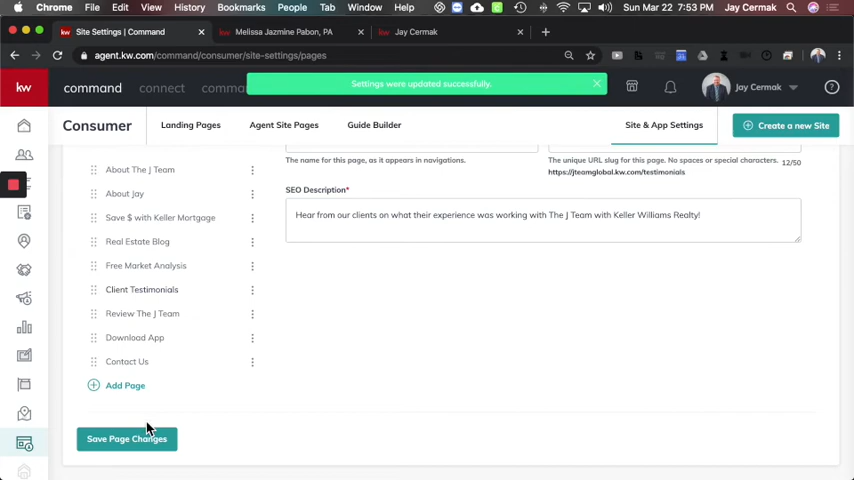 Chrome File Edit View History Bookmarks People Tab Window Help Sun Mar 22 7:53 PM Jay Cermak
kw Site Settings | Command × kw Melissa Jazmine Pabon, PA × kw Jay Cermak × +
agent.kw.com/command/consumer/site-settings/pages
kw command connect comma Settings were updated successfully. × Jay Cermak
Consumer Landing Pages Agent Site Pages Guide Builder Site & App Settings Create a new Site
The name for this page, as it appears in navigations. The unique URL slug for this page. No spaces or special characters. 12/50
https://jteamglobal.kw.com/testimonials
About The J Team
SEO Description*
About Jay
Hear from our clients on what their experience was working with The J Team with Keller Williams Realty!
Save $ with Keller Mortgage
Real Estate Blog
Free Market Analysis
Client Testimonials
Review The J Team
Download App
Contact Us
Add Page
Save Page Changes